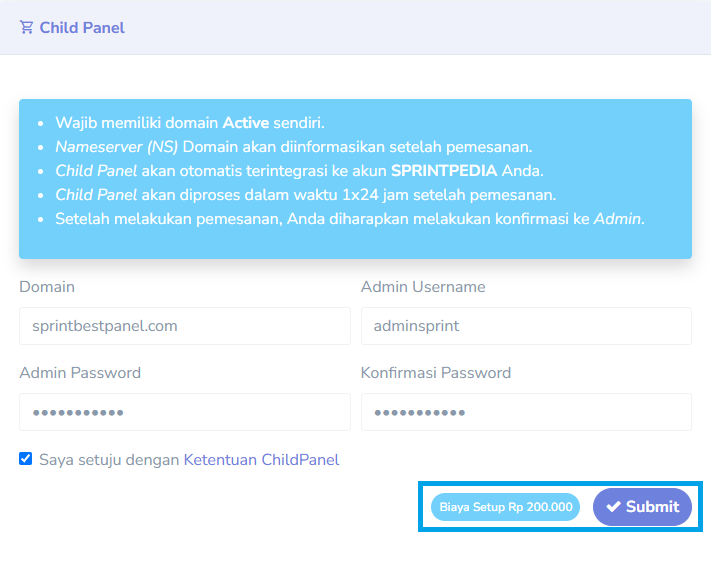 Child Panel
Wajib memiliki domain Active sendiri.
Nameserver (NS) Domain akan diinformasikan setelah pemesanan.
Child Panel akan otomatis terintegrasi ke akun SPRINTPEDIA Anda.
Child Panel akan diproses dalam waktu 1x24 jam setelah pemesanan.
Setelah melakukan pemesanan, Anda diharapkan melakukan konfirmasi ke Admin.
Domain
Admin Username
sprintbestpanel.com
adminsprint
Admin Password
Konfirmasi Password
•••••••••••
•••••••••••
Saya setuju dengan Ketentuan ChildPanel
Biaya Setup Rp 200.000
Submit